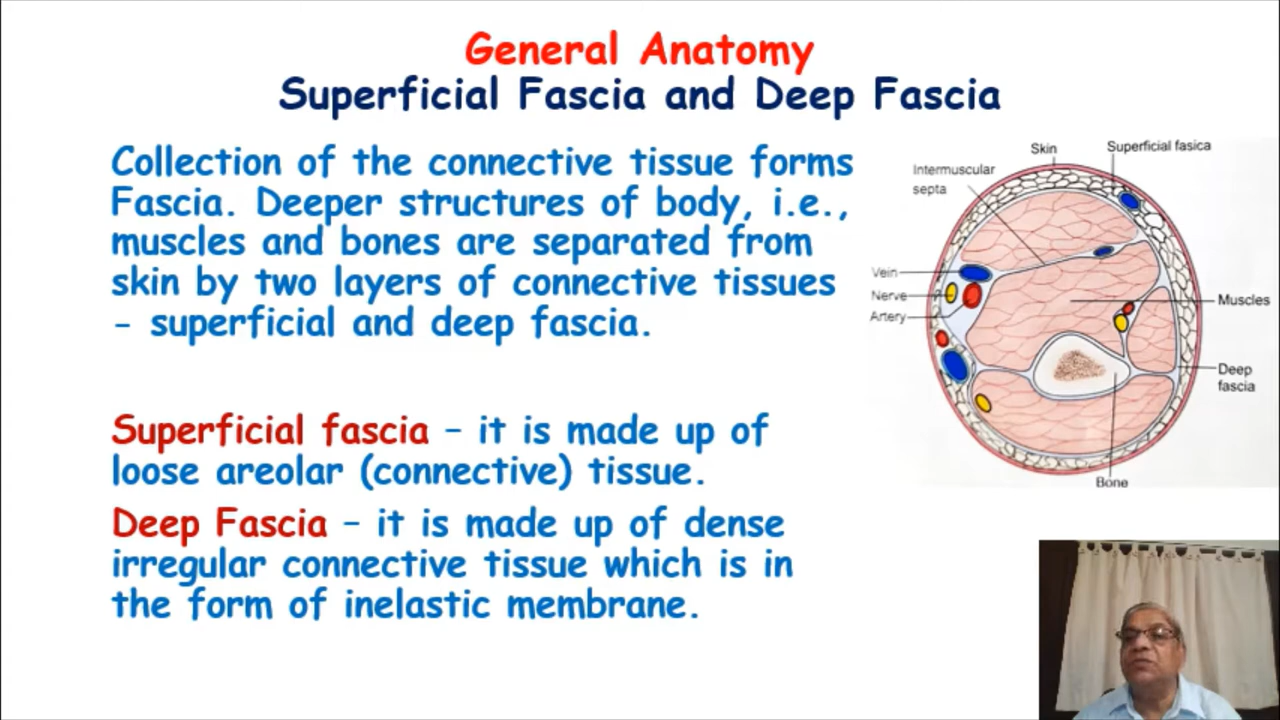 General Anatomy
Superficial Fascia and Deep Fascia
Collection of the connective tissue forms
Fascia. Deeper structures of body, i.e.,
muscles and bones are separated from
skin by two layers of connective tissues
- superficial and deep fascia.
Superficial fascia - it is made up of
loose areolar (connective) tissue.
Deep Fascia - it is made up of dense
irregular connective tissue which is in
the form of inelastic membrane.
Skin
Superficial fasica
Intermuscular
septa
Vein
Nerve
Artery
Muscles
Deep
fascia
Bone